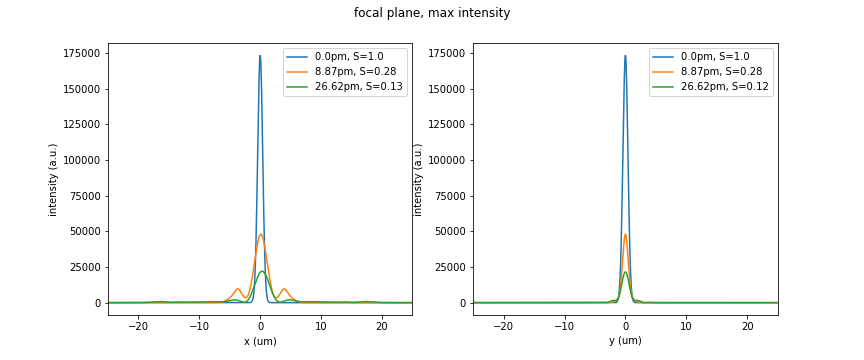 focal plane, max intensity
intensity (a.u.)
175000
150000
125000
100000
75000
50000
25000
0
0.0pm, S=1.0
8.87pm, S=0.28
26.62pm, S=0.13
−20
−10
0
10
20
x (um)
intensity (a.u.)
175000
150000
125000
100000
75000
50000
25000
0
0.0pm, S=1.0
8.87pm, S=0.28
26.62pm, S=0.12
−20
−10
0
10
20
y (um)